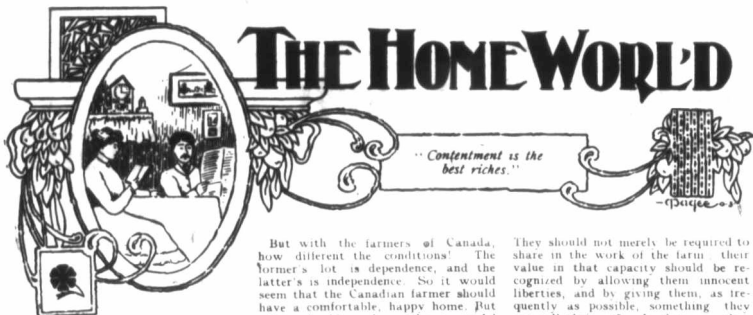 THE HOME WORL'D
"Contentment is the
best riches."
But with the farmers of Canada,
how different the conditions! The
former's lot is dependence, and the
latter's is independence. So it would
seem that the Canadian farmer should
have a comfortable, happy home. But
They should not merely be required to
share in the work of the farm; their
value in that capacity should be re-
cognized by allowing them innocent
liberties, and by giving them, as fre-
quently as possible, something they